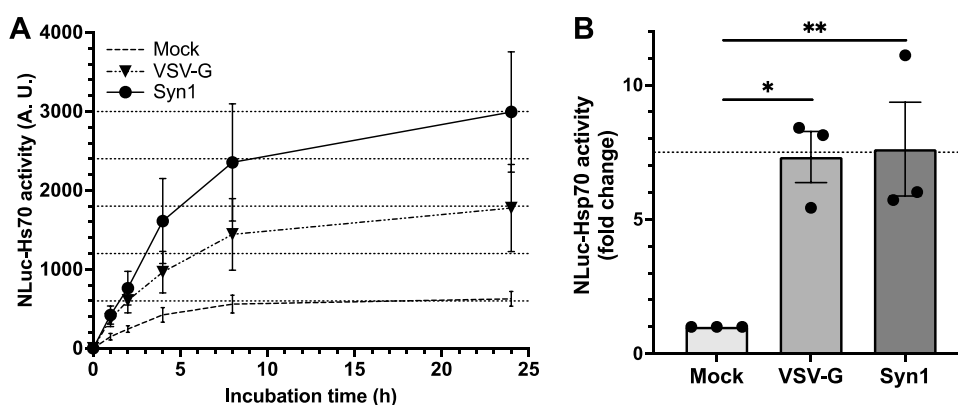 A
NLuc-Hs70 activity (A. U.)
4000
3000
2000
1000
0
Mock
VSV-G
Syn1
0 5 10 15 20 25
Incubation time (h)
B
NLuc-Hsp70 activity
(fold change)
10
5
0
**
*
Mock VSV-G Syn1